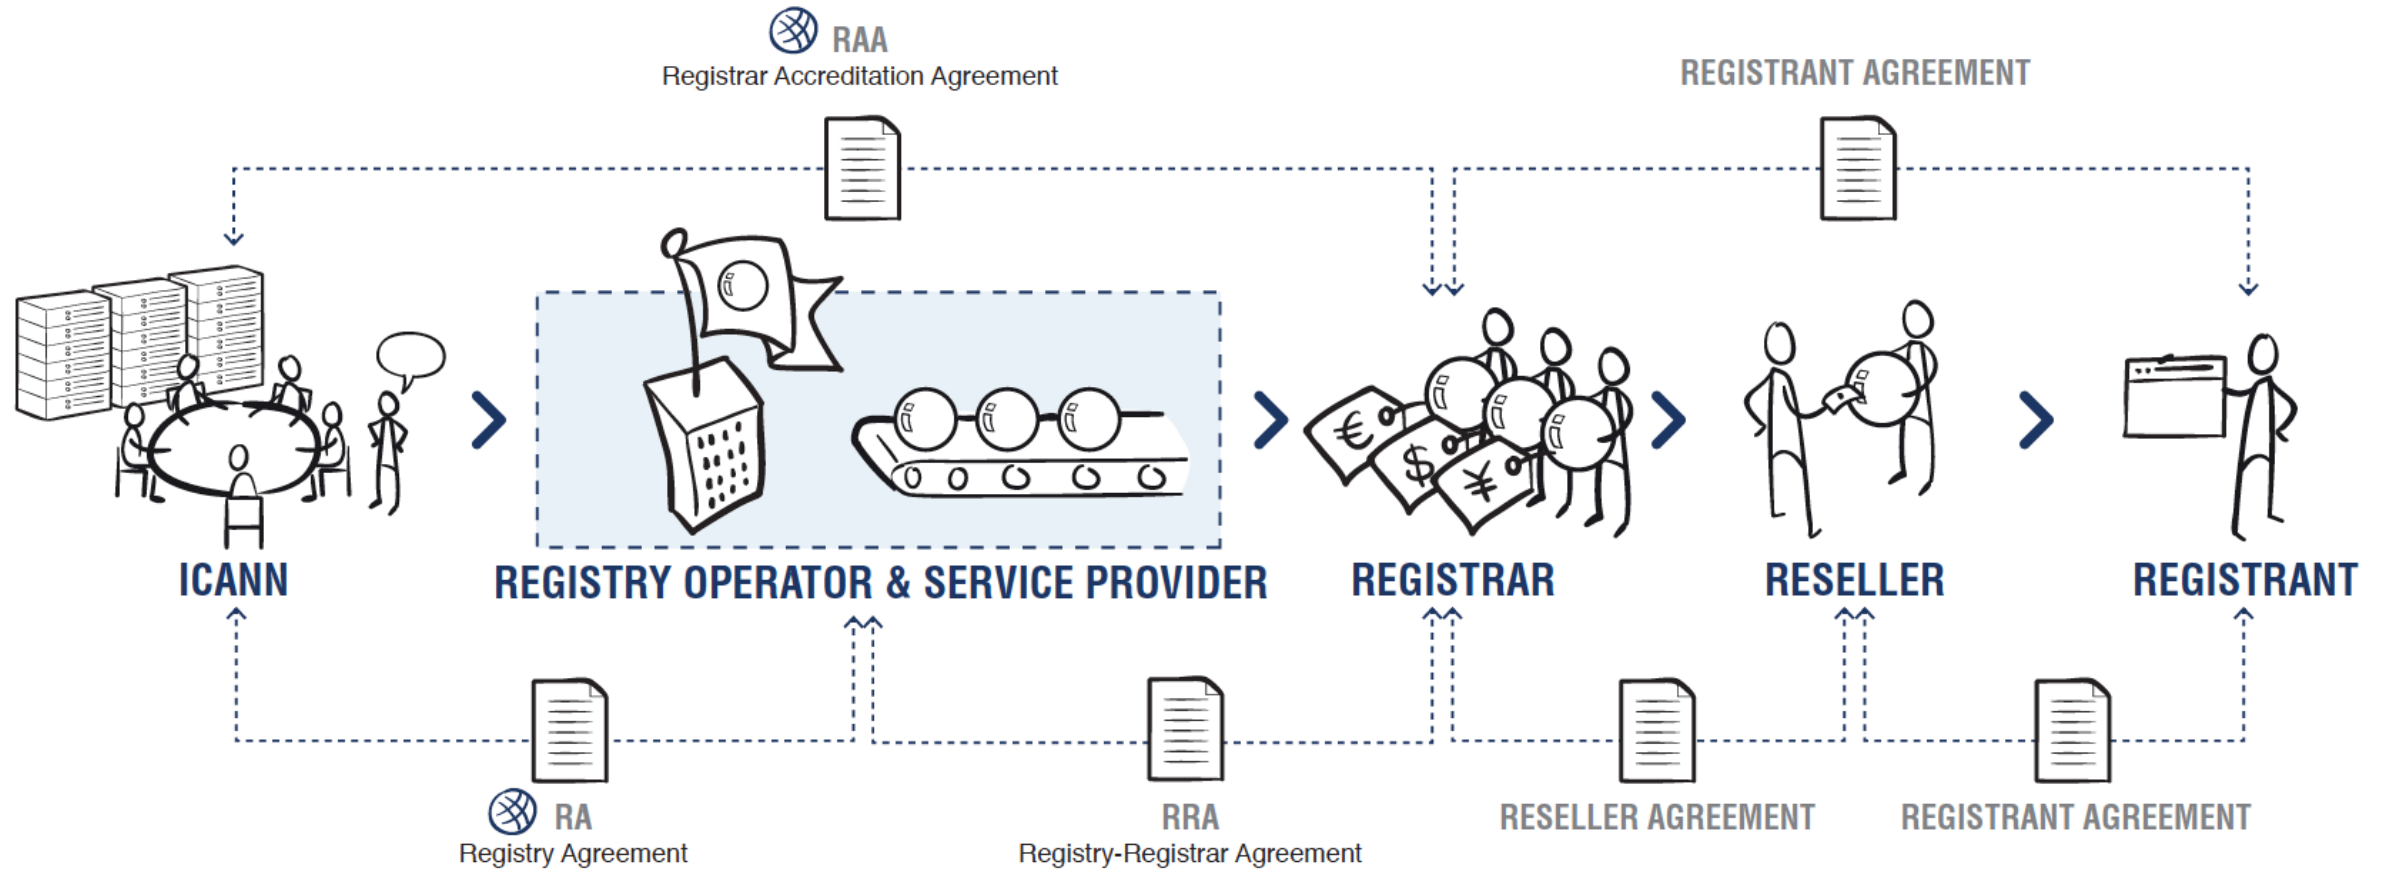 RAA
Registrar Accreditation Agreement
REGISTRANT AGREEMENT
€
$
¥
ICANN
REGISTRY OPERATOR & SERVICE PROVIDER
REGISTRAR
RESELLER
REGISTRANT
RA
Registry Agreement
RRA
Registry-Registrar Agreement
RESELLER AGREEMENT
REGISTRANT AGREEMENT